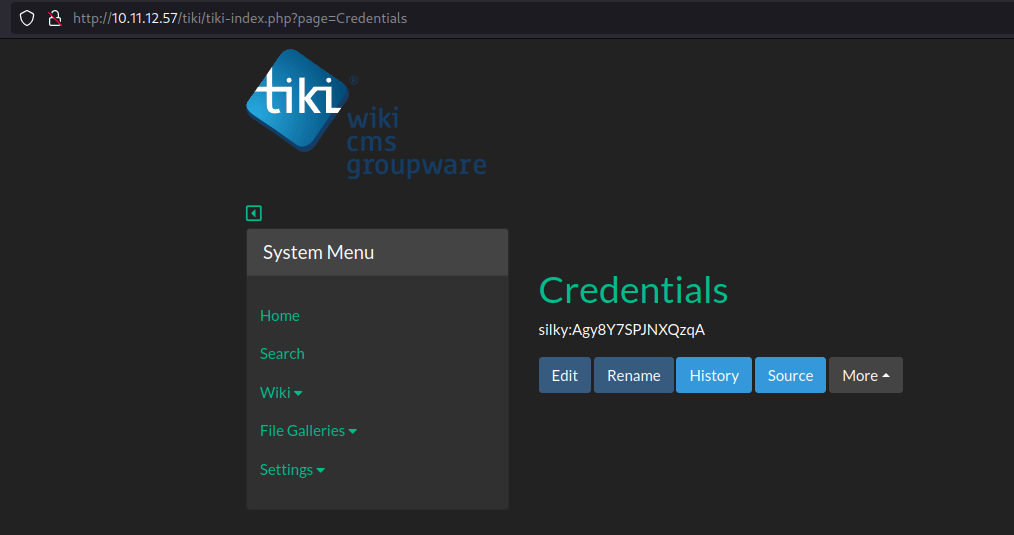 http://10.11.12.57/tiki/tiki-index.php?page=Credentials
tiki®
wiki
cms
groupware
System Menu
Home
Search
Wiki
File Galleries
Settings
Credentials
silky:Agy8Y7SPJNXQzqA
Edit Rename History Source More